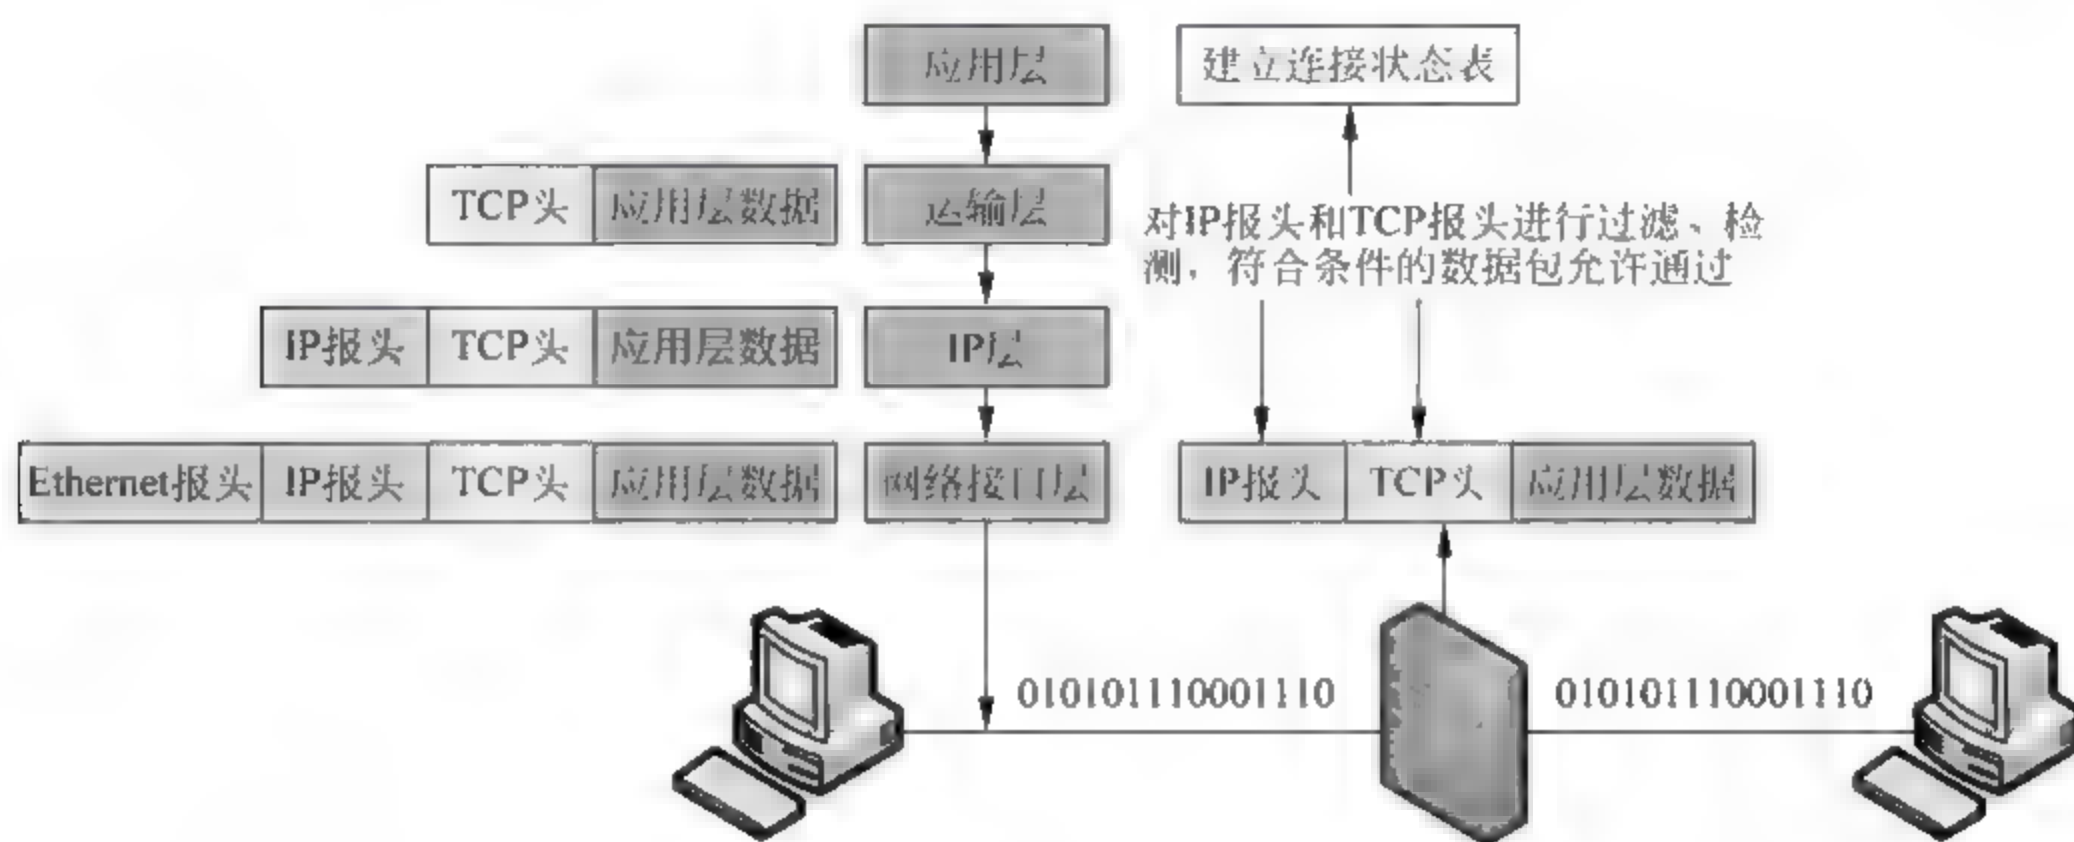 应用层
建立连接状态表
TCP头 应用层数据 运输层
对IP报头和TCP报头进行过滤、检
测，符合条件的数据包允许通过
IP报头 TCP头 应用层数据 IP层
Ethernet报头 IP报头 TCP头 应用层数据 网络接口层 IP报头 TCP头 应用层数据
010101110001110
010101110001110